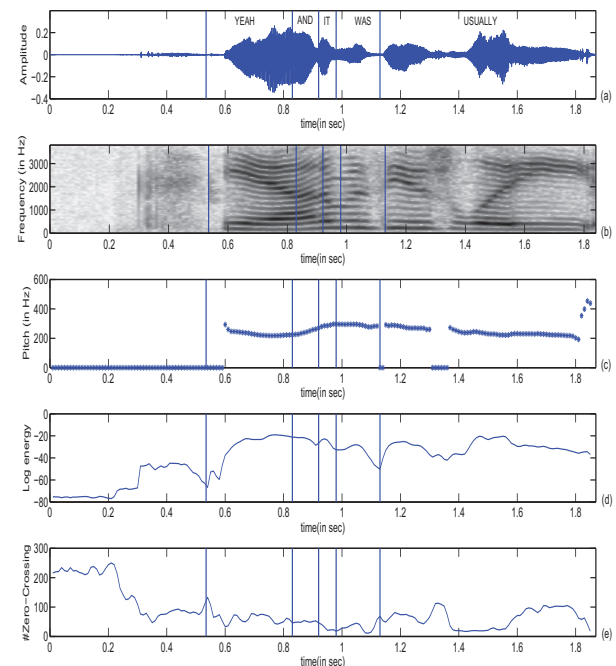 YEAH AND IT WAS USUALLY
0.2
0
-0.2
-0.4
Amplitude
0 0.2 0.4 0.6 0.8 1 1.2 1.4 1.6 1.8
time(in sec)
(a)
3000
2000
1000
0
Frequency (in Hz)
0 0.2 0.4 0.6 0.8 1 1.2 1.4 1.6 1.8
time(in sec)
(b)
600
400
200
0
Pitch (in Hz)
0 0.2 0.4 0.6 0.8 1 1.2 1.4 1.6 1.8
time(in sec)
(c)
0
-20
-40
-60
-80
Log energy
0 0.2 0.4 0.6 0.8 1 1.2 1.4 1.6 1.8
time(in sec)
(d)
300
200
100
0
#Zero-Crossing
0 0.2 0.4 0.6 0.8 1 1.2 1.4 1.6 1.8
time(in sec)
(e)